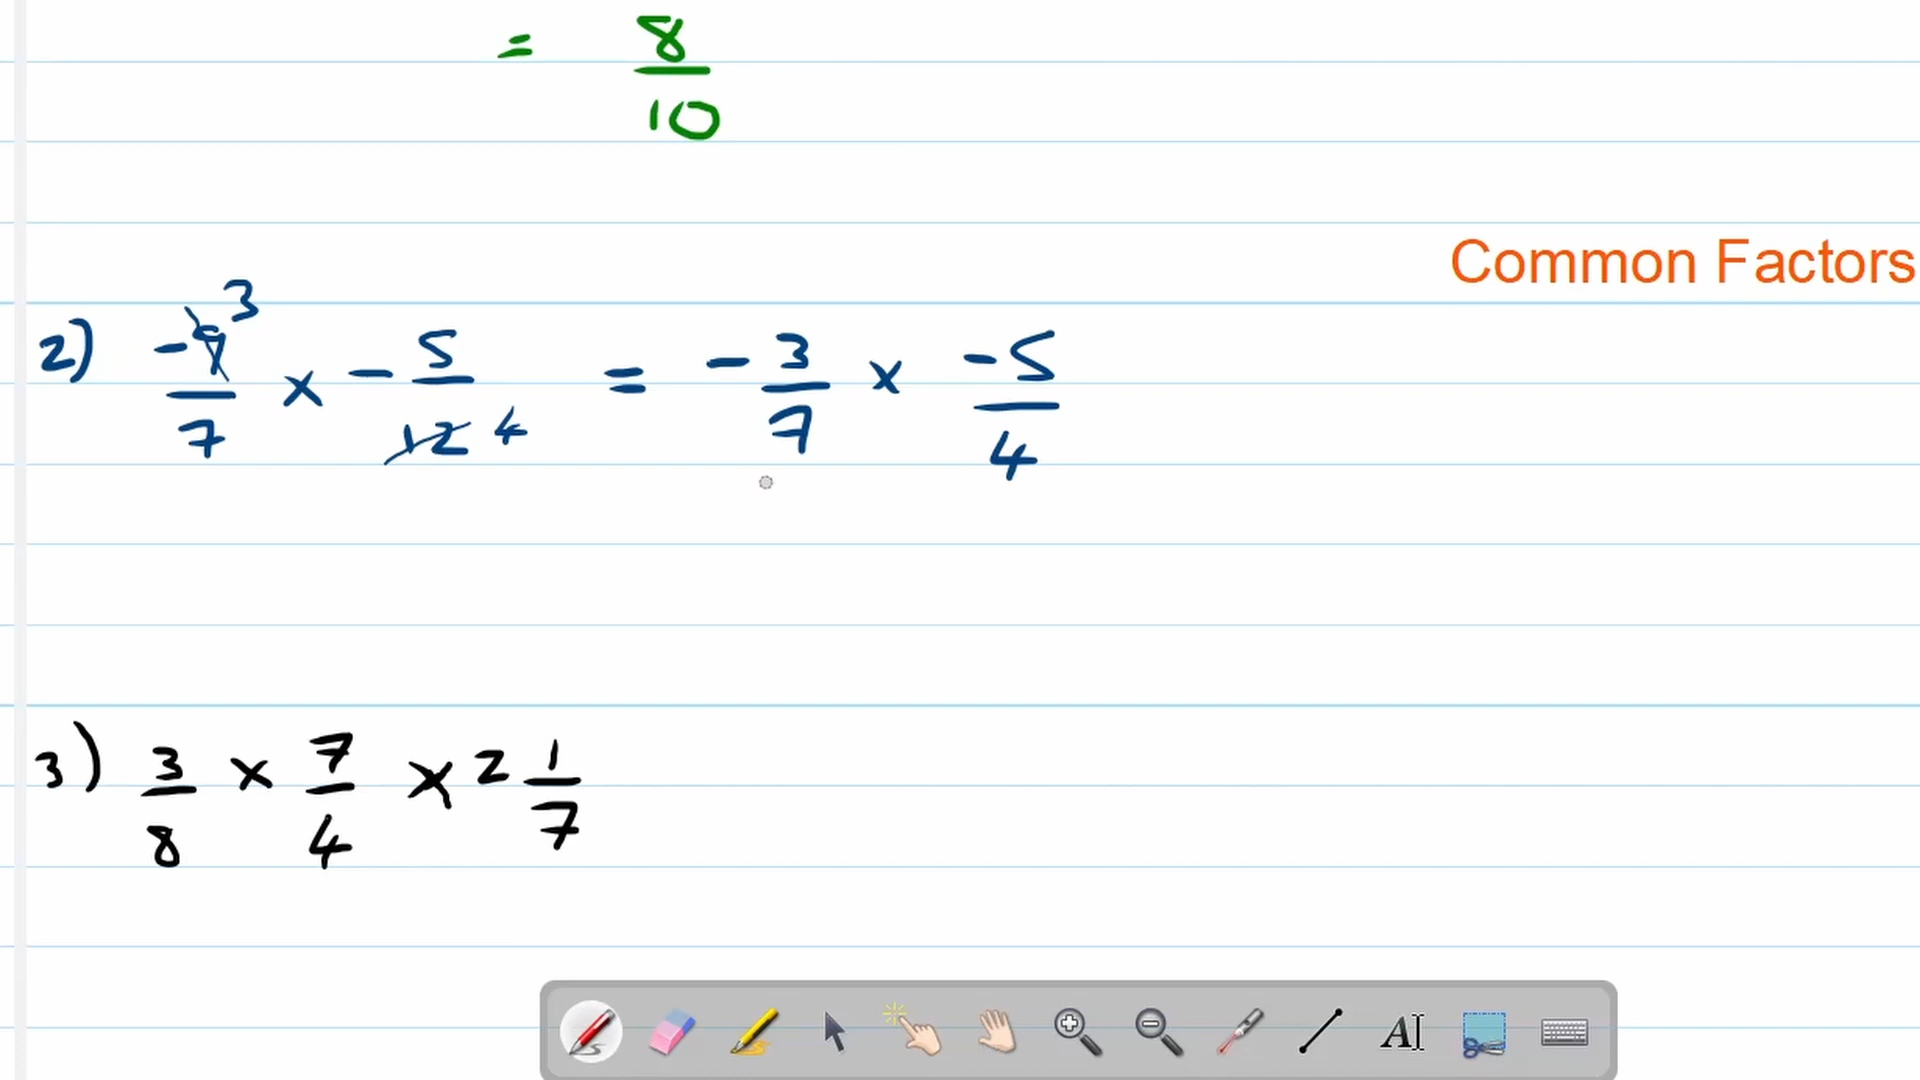 = 8/10
Common Factors
2) -9/7 3 × - 5/12 4 = - 3/7 × -5/4
3) 3/8 × 7/4 × 2 1/7
AI